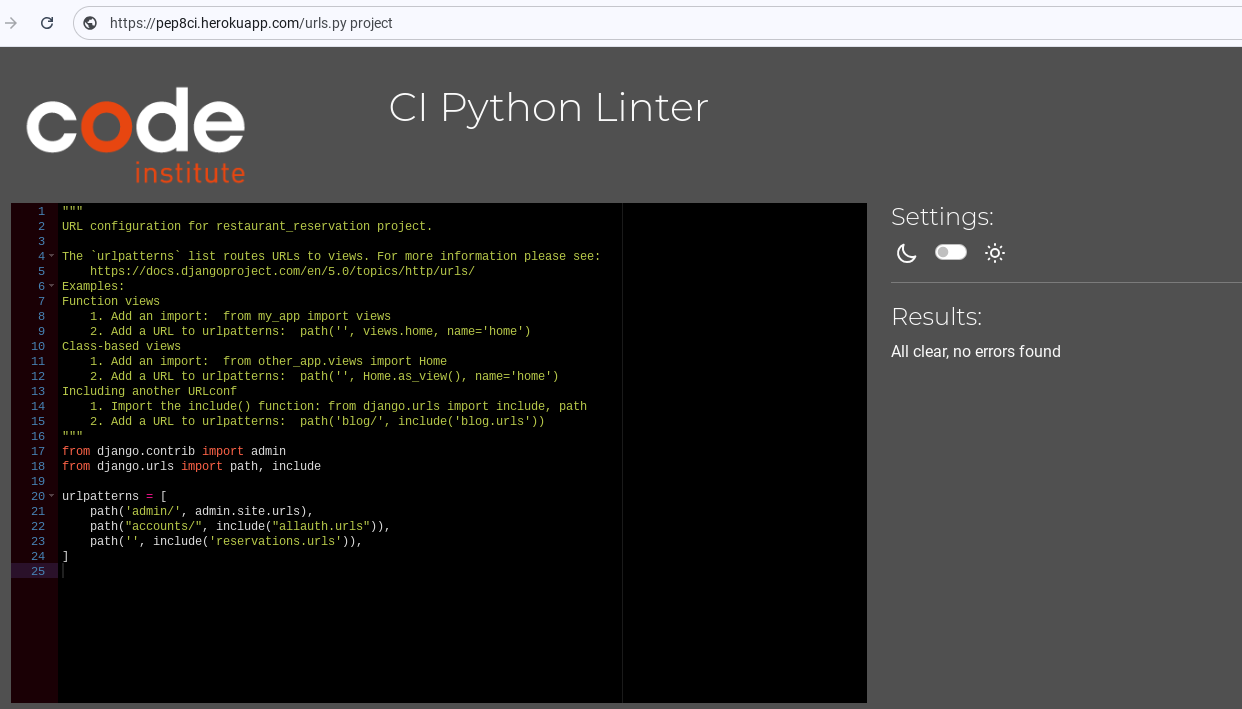 https://pep8ci.herokuapp.com/urls.py project
code
institute
CI Python Linter
1 """
2 URL configuration for restaurant_reservation project.
3
4 The `urlpatterns` list routes URLs to views. For more information please see:
5     https://docs.djangoproject.com/en/5.0/topics/http/urls/
6 Examples:
7 Function views
8     1. Add an import:  from my_app import views
9     2. Add a URL to urlpatterns:  path('', views.home, name='home')
10 Class-based views
11     1. Add an import:  from other_app.views import Home
12     2. Add a URL to urlpatterns:  path('', Home.as_view(), name='home')
13 Including another URLconf
14     1. Import the include() function: from django.urls import include, path
15     2. Add a URL to urlpatterns:  path('blog/', include('blog.urls'))
16 """
17 from django.contrib import admin
18 from django.urls import path, include
19
20 urlpatterns = [
21     path('admin/', admin.site.urls),
22     path("accounts/", include("allauth.urls")),
23     path('', include('reservations.urls')),
24 ]
25
Settings:
Results:
All clear, no errors found